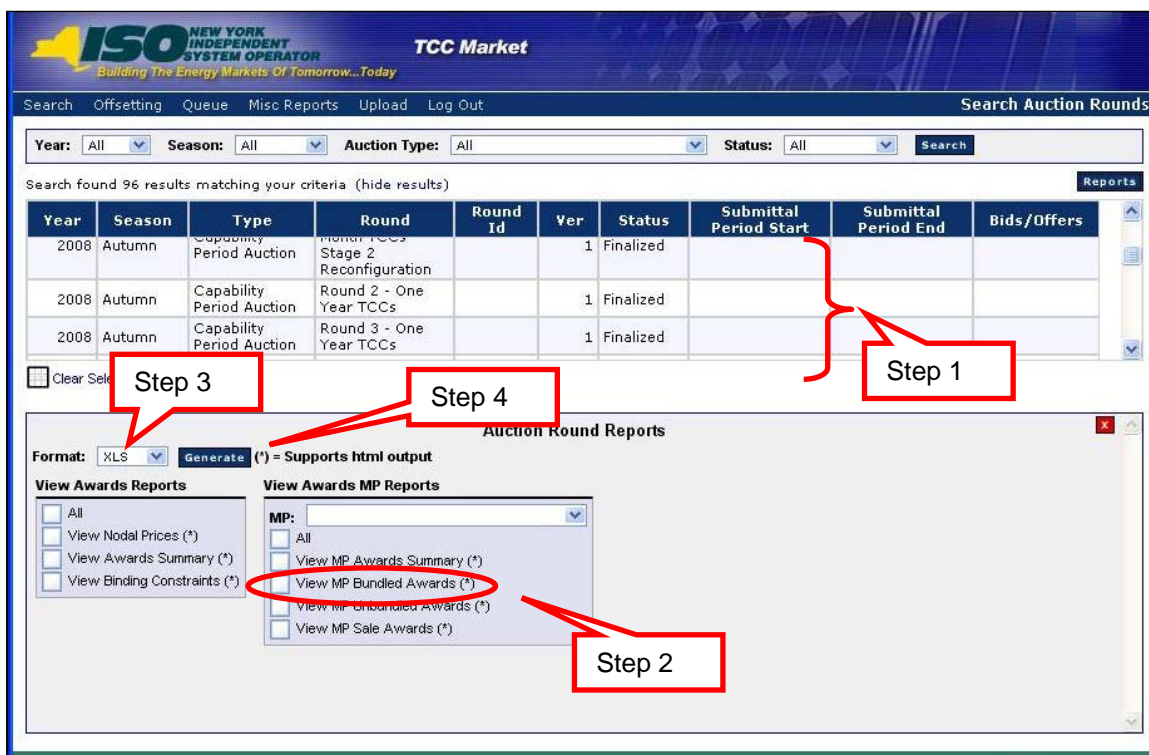 ISO NEW YORK
INDEPENDENT
SYSTEM OPERATOR
Building The Energy Markets Of Tomorrow...Today
TCC Market
Search Offsetting Queue Misc Reports Upload Log Out Search Auction Rounds
Year: All Season: All Auction Type: All Status: All Search
Search found 96 results matching your criteria (hide results)
Reports
Year Season Type Round Round Id Ver Status Submittal Period Start Submittal Period End Bids/Offers
2008 Autumn Capability Period Auction Month TCCs Stage 2 Reconfiguration 1 Finalized
2008 Autumn Capability Period Auction Round 2 - One Year TCCs 1 Finalized
2008 Autumn Capability Period Auction Round 3 - One Year TCCs 1 Finalized
Step 1
Clear Sele
Step 3
Step 4
Auction Round Reports
x
Format: XLS Generate (*) = Supports html output
View Awards Reports
All
View Nodal Prices (*)
View Awards Summary (*)
View Binding Constraints (*)
View Awards MP Reports
MP:
All
View MP Awards Summary (*)
View MP Bundled Awards (*)
View MP Unbundled Awards (*)
View MP Sale Awards (*)
Step 2